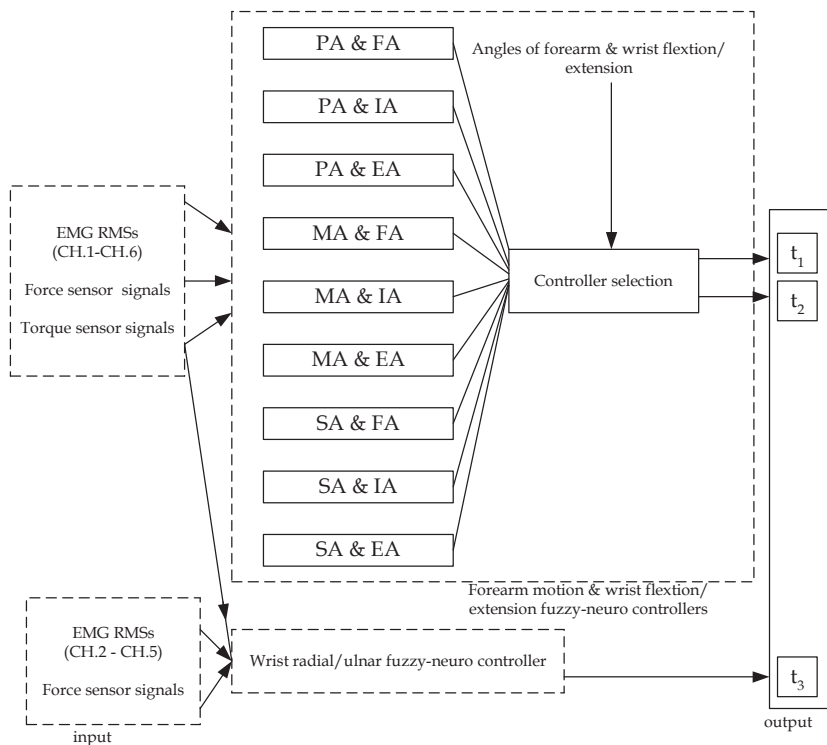 PA & FA
PA & IA
PA & EA
MA & FA
MA & IA
MA & EA
SA & FA
SA & IA
SA & EA
Angles of forearm & wrist flextion/
extension
Controller selection
EMG RMSs
(CH.1-CH.6)
Force sensor signals
Torque sensor signals
t1
t2
Forearm motion & wrist flextion/
extension fuzzy-neuro controllers
EMG RMSs
(CH.2 - CH.5)
Force sensor signals
input
Wrist radial/ulnar fuzzy-neuro controller
t3
output